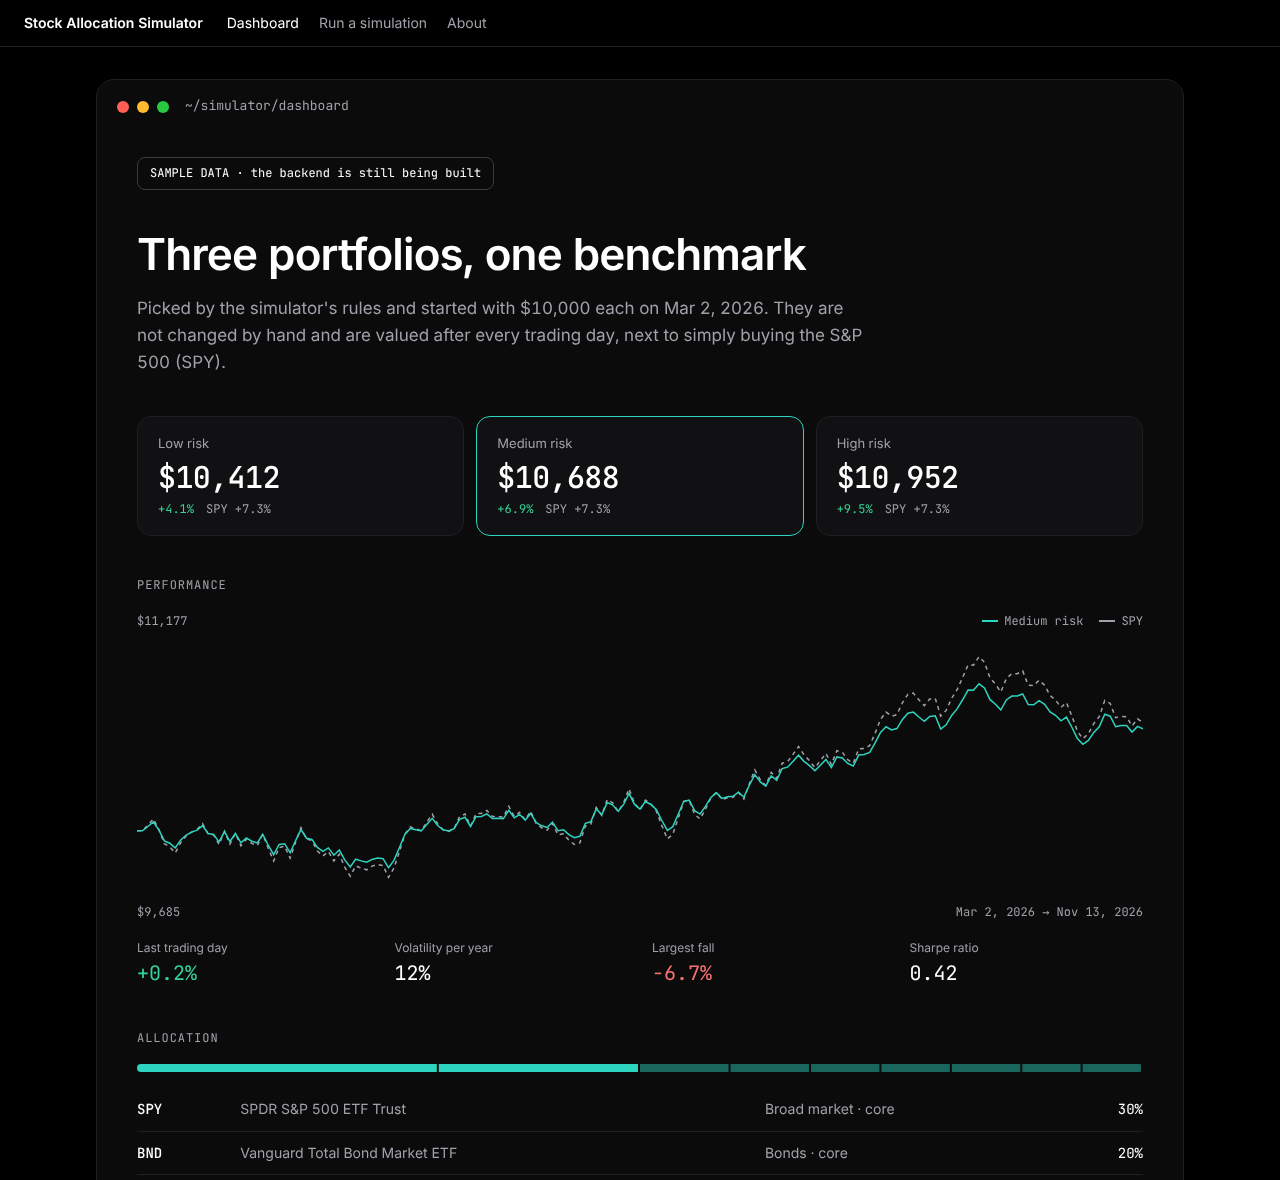 Stock Allocation Simulator Dashboard Run a simulation About
~/simulator/dashboard
SAMPLE DATA · the backend is still being built
Three portfolios, one benchmark
Picked by the simulator's rules and started with $10,000 each on Mar 2, 2026. They are
not changed by hand and are valued after every trading day, next to simply buying the S&P
500 (SPY).
Low risk
$10,412
+4.1% SPY +7.3%
Medium risk
$10,688
+6.9% SPY +7.3%
High risk
$10,952
+9.5% SPY +7.3%
PERFORMANCE
$11,177
Medium risk SPY
$9,685
Mar 2, 2026 → Nov 13, 2026
Last trading day
+0.2%
Volatility per year
12%
Largest fall
-6.7%
Sharpe ratio
0.42
ALLOCATION
SPY SPDR S&P 500 ETF Trust Broad market · core 30%
BND Vanguard Total Bond Market ETF Bonds · core 20%